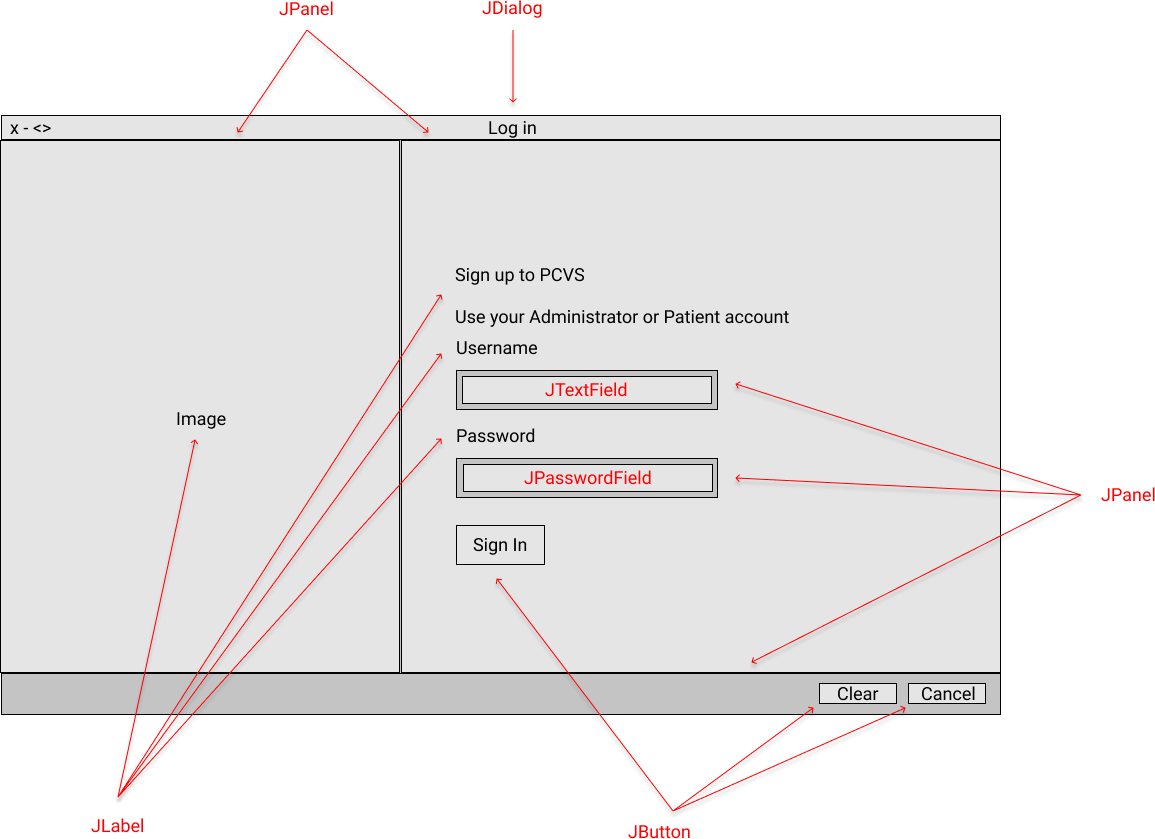 JPanel
JDialog
x - <>
Log in
Sign up to PCVS
Use your Administrator or Patient account
Username
JTextField
Image
Password
JPasswordField
JPanel
Sign In
Clear
Cancel
JLabel
JButton